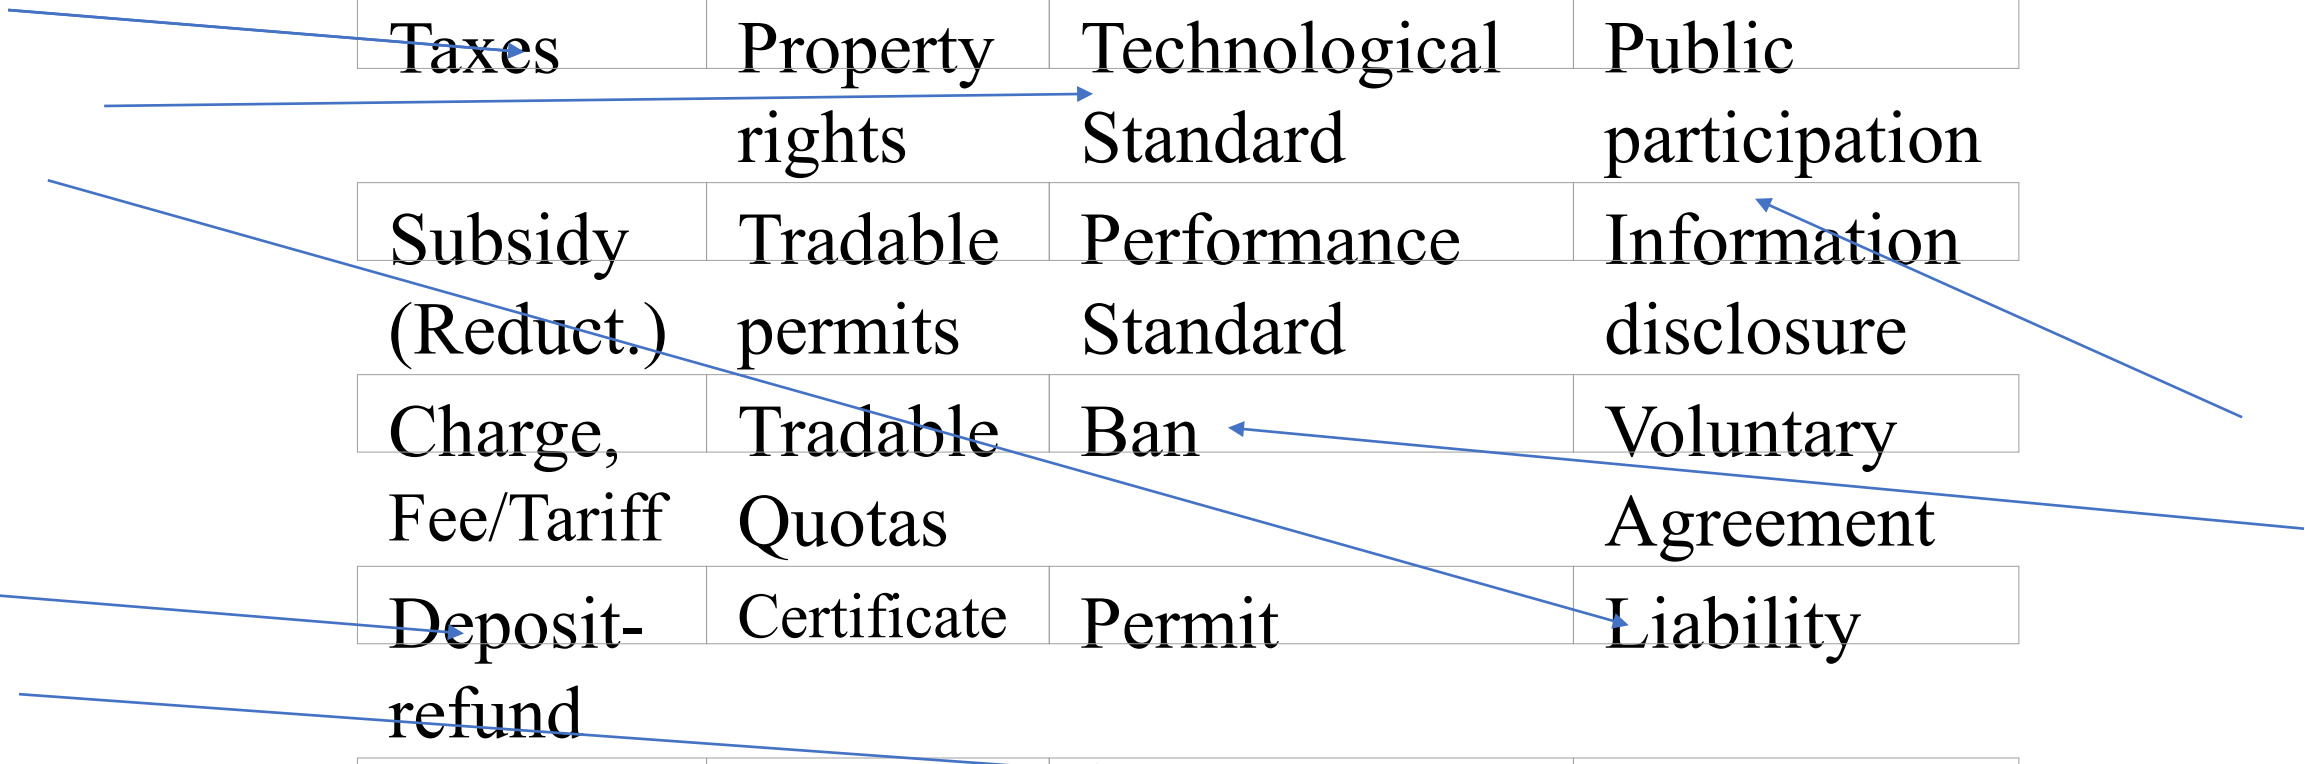 Taxes Property Technological Public
rights Standard participation
Subsidy Tradable Performance Information
(Reduct.) permits Standard disclosure
Charge, Tradable Ban Voluntary
Fee/Tariff Quotas Agreement
Deposit- Certificate Permit Liability
refund